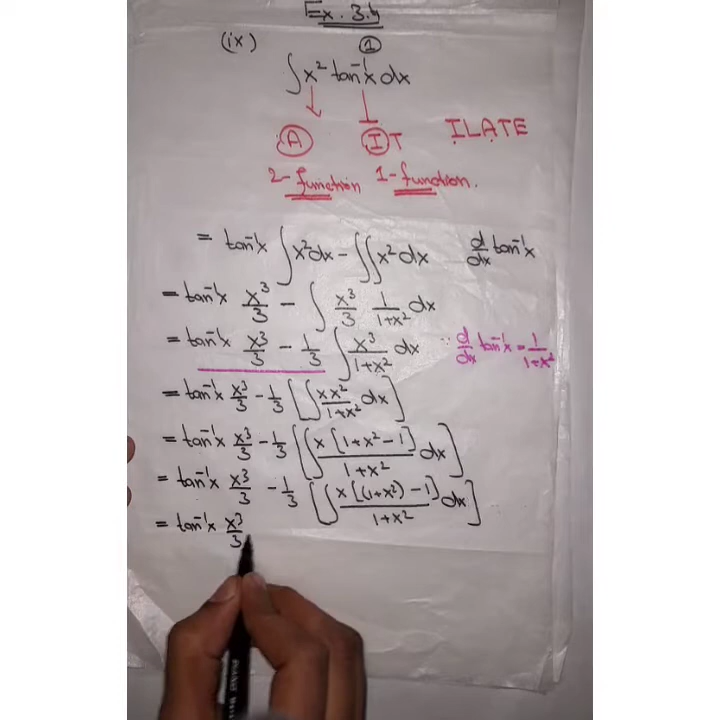 Ex. 3.4
(ix) ①
∫x² tan⁻¹x dx
Ⓐ Ⓘ T ILATE
2-function 1-function.
= tan⁻¹x ∫x²dx - ∫∫x²dx d/dx tan⁻¹x
= tan⁻¹x x³/3 - ∫ x³/3 1/1+x² dx
= tan⁻¹x x³/3 - 1/3 ∫ x³/1+x² dx ∵ d/dx tan⁻¹x = 1/1+x²
= tan⁻¹x x³/3 - 1/3 [∫ xx²/1+x² dx]
= tan⁻¹x x³/3 - 1/3 [∫ x[1+x²-1]/1+x² dx]
= tan⁻¹x x³/3 - 1/3 [∫ x[(1+x²)-1]/1+x² dx]
= tan⁻¹x x³/3